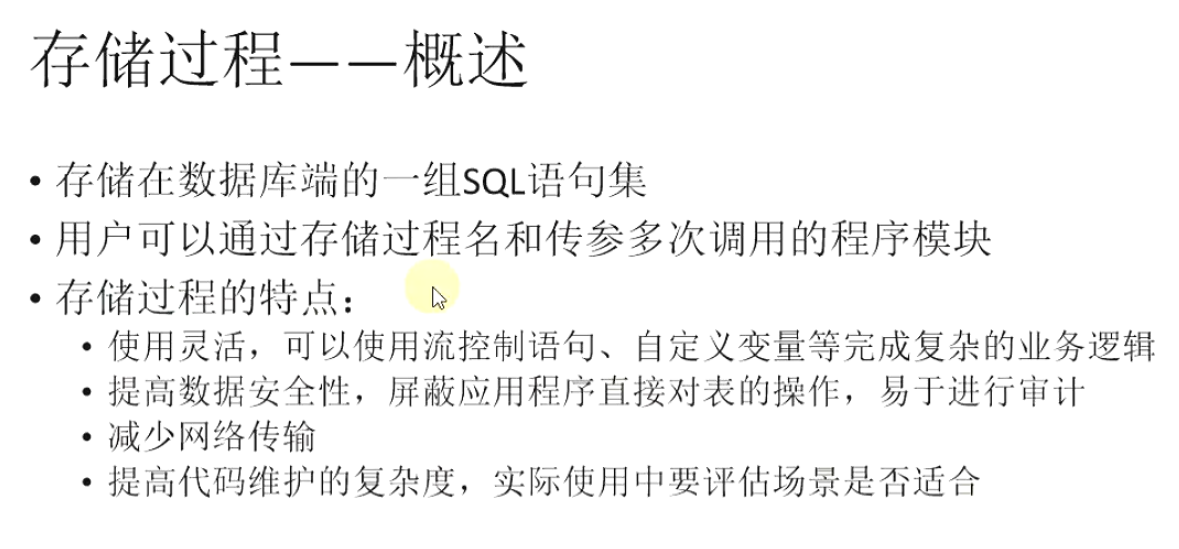 存储过程——概述
• 存储在数据库端的一组SQL语句集
• 用户可以通过存储过程名和传参多次调用的程序模块
• 存储过程的特点：
• 使用灵活，可以使用流控制语句、自定义变量等完成复杂的业务逻辑
• 提高数据安全性，屏蔽应用程序直接对表的操作，易于进行审计
• 减少网络传输
• 提高代码维护的复杂度，实际使用中要评估场景是否适合